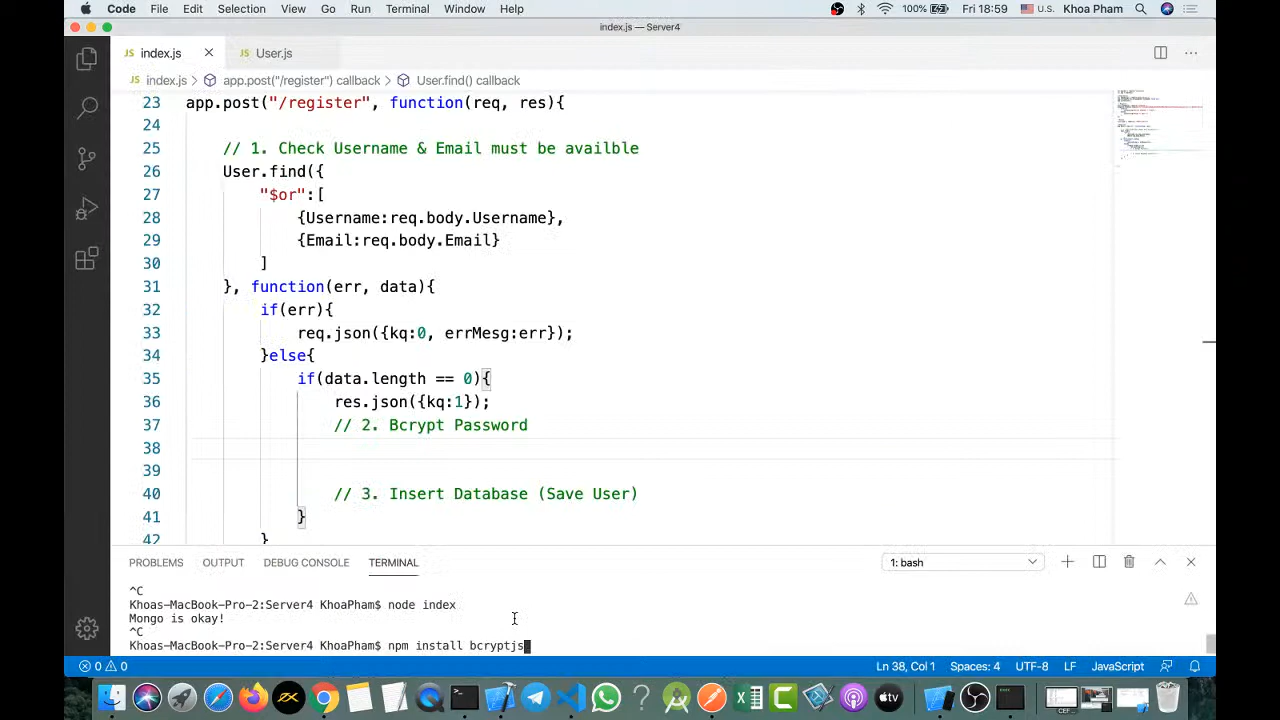 Code File Edit Selection View Go Run Terminal Window Help 100% Fri 18:59 U.S. Khoa Pham
index.js — Server4
JS index.js × JS User.js
JS index.js > app.post("/register") callback > User.find() callback
23 app.post("/register", function(req, res){
24
25 // 1. Check Username & Email must be availble
26 User.find({
27 "$or":[
28 {Username:req.body.Username},
29 {Email:req.body.Email}
30 ]
31 }, function(err, data){
32 if(err){
33 req.json({kq:0, errMesg:err});
34 }else{
35 if(data.length == 0){
36 res.json({kq:1});
37 // 2. Bcrypt Password
38
39
40 // 3. Insert Database (Save User)
41 }
42 }
PROBLEMS OUTPUT DEBUG CONSOLE TERMINAL 1: bash
^C
Khoas-MacBook-Pro-2:Server4 KhoaPham$ node index
Mongo is okay!
^C
Khoas-MacBook-Pro-2:Server4 KhoaPham$ npm install bcryptjs
0 0 Ln 38, Col 1 Spaces: 4 UTF-8 LF JavaScript
tv